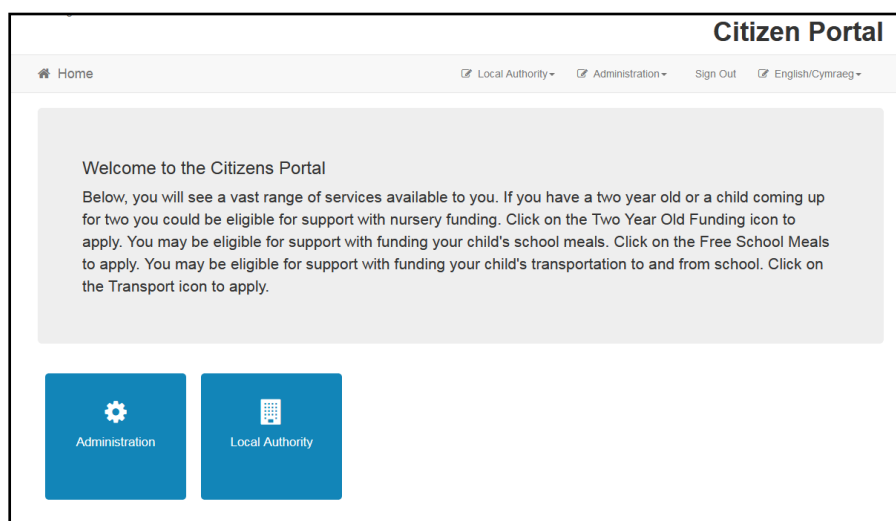 Citizen Portal
Home
Local Authority
Administration
Sign Out
English/Cymraeg
Welcome to the Citizens Portal
Below, you will see a vast range of services available to you. If you have a two year old or a child coming up
for two you could be eligible for support with nursery funding. Click on the Two Year Old Funding icon to
apply. You may be eligible for support with funding your child's school meals. Click on the Free School Meals
to apply. You may be eligible for support with funding your child's transportation to and from school. Click on
the Transport icon to apply.
Administration
Local Authority